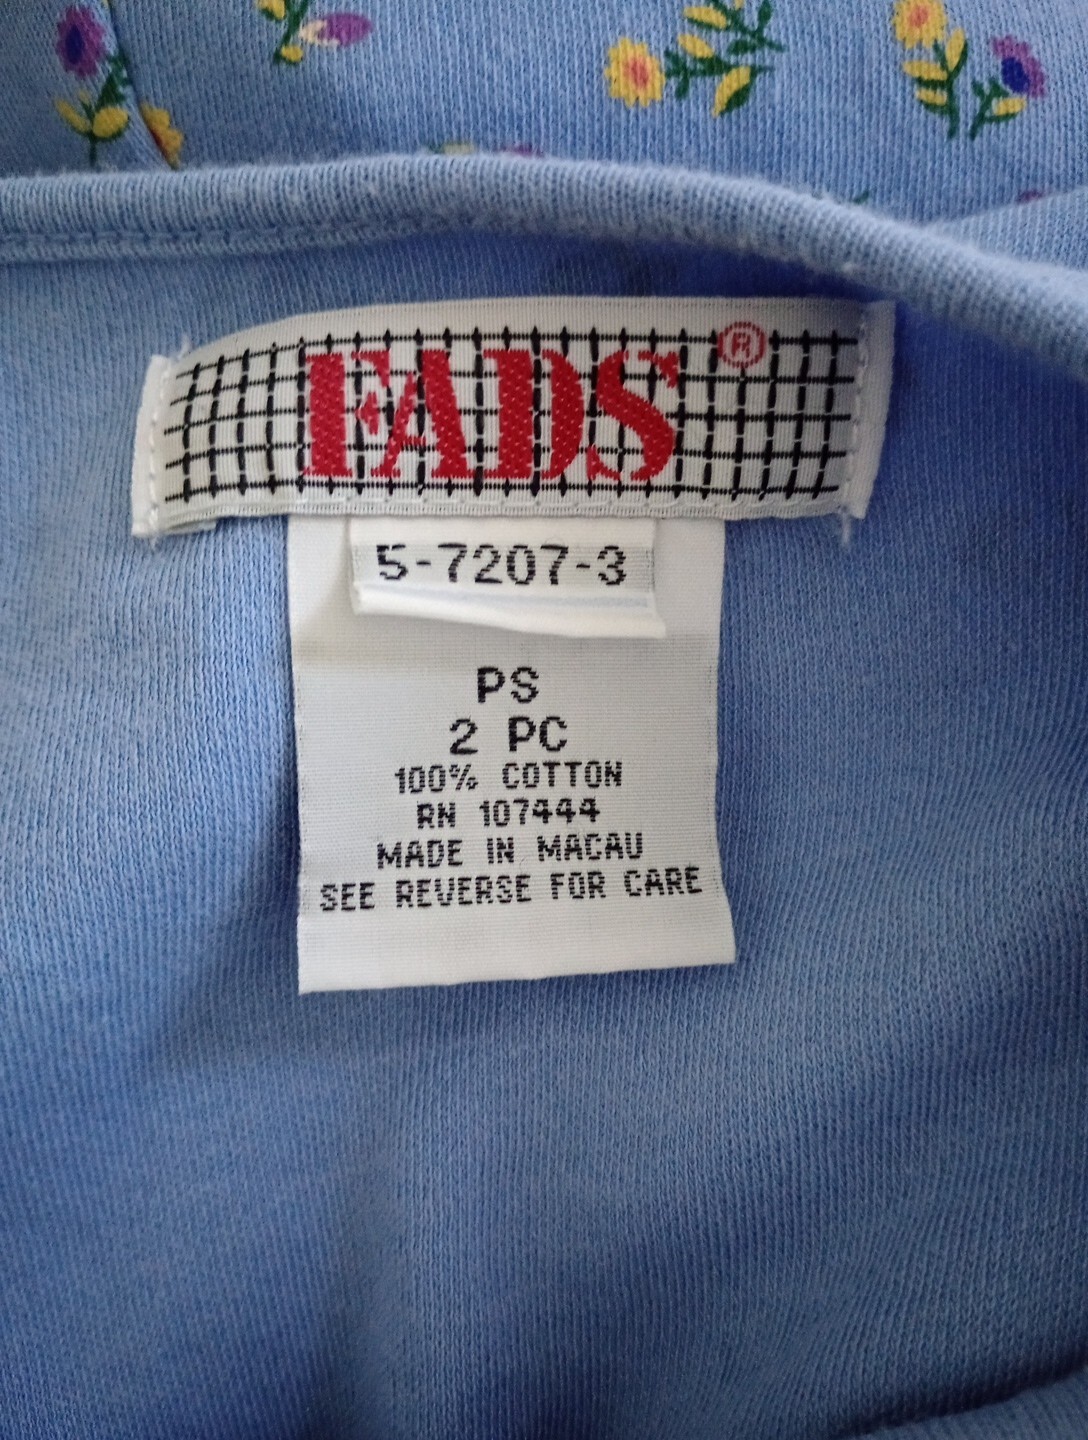 FADS ®
5-7207-3
PS
2 PC
100% COTTON
RN 107444
MADE IN MACAU
SEE REVERSE FOR CARE